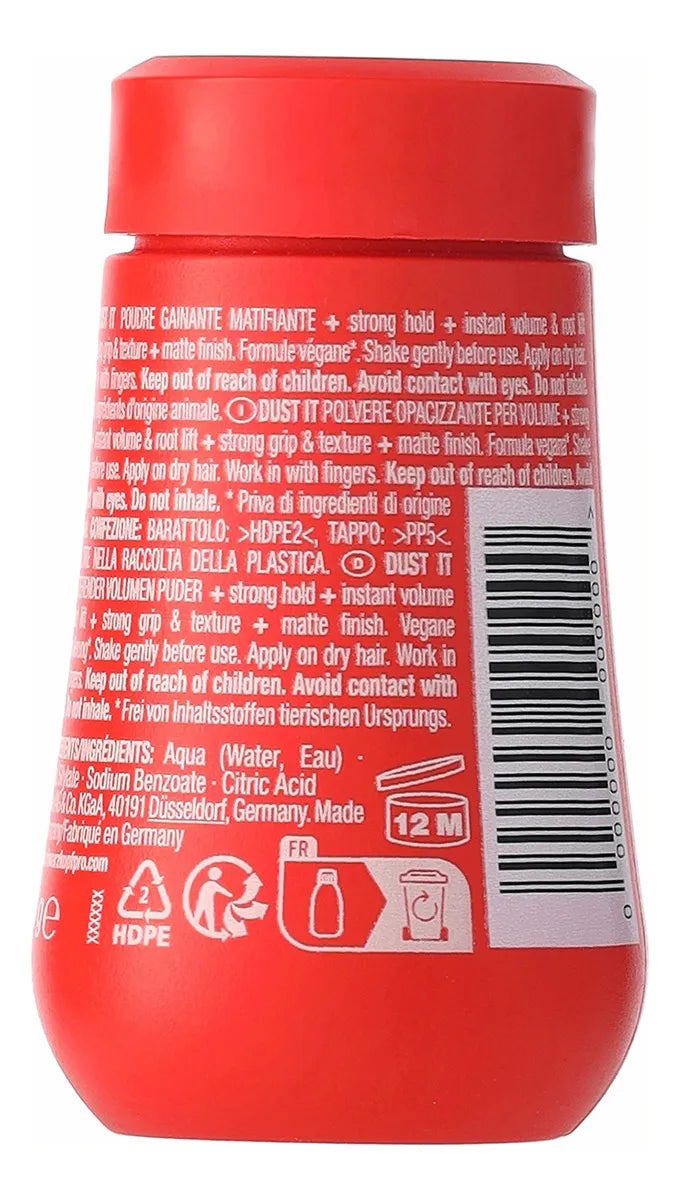 IT POUDRE GAINANTE MATIFIANTE + strong hold + instant volume & root lift
grip & texture + matte finish. Formule végane*. Shake gently before use. Apply on dry hair.
with fingers. Keep out of reach of children. Avoid contact with eyes. Do not inhale.
d'origine animale. I DUST IT POLVERE OPACIZZANTE PER VOLUME + strong
volume & root lift + strong grip & texture + matte finish. Formula vegana*. Shake
use. Apply on dry hair. Work in with fingers. Keep out of reach of children. Avoid
with eyes. Do not inhale. * Priva di ingredienti di origine
CONFEZIONE: BARATTOLO: >HDPE2<, TAPPO: >PP5<
NELLA RACCOLTA DELLA PLASTICA. D DUST IT
VOLUMEN PUDER + strong hold + instant volume
+ strong grip & texture + matte finish. Vegane
Shake gently before use. Apply on dry hair. Work in
Keep out of reach of children. Avoid contact with
Do not inhale. * Frei von Inhaltsstoffen tierischen Ursprungs.
Aqua (Water, Eau) ·
· Sodium Benzoate · Citric Acid
& Co. KGaA, 40191 Düsseldorf, Germany. Made
Fabriqué en Germany
12 M
FR
e
XXXXXX
2
HDPE